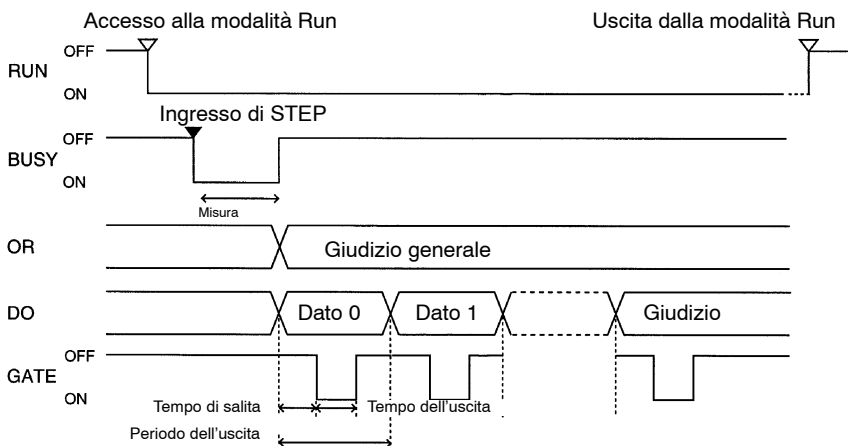 Accesso alla modalità Run
Uscita dalla modalità Run
OFF
RUN
ON
Ingresso di STEP
OFF
BUSY
ON
Misura
OR
Giudizio generale
DO
Dato 0
Dato 1
Giudizio
OFF
GATE
ON
Tempo di salita
Tempo dell'uscita
Periodo dell'uscita